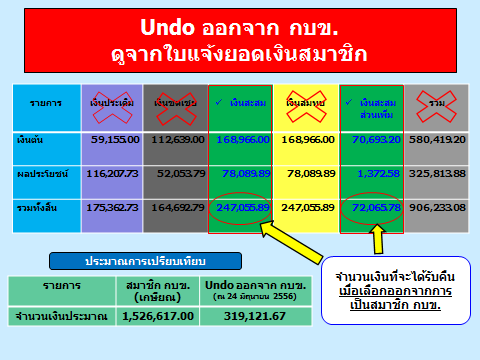 Undo ออกจาก กบข.
ดูจากใบแจ้งยอดเงินสมาชิก
รายการ เงินประเดิม เงินชดเชย ✓ เงินสะสม เงินสมทบ ✓ เงินสะสม ส่วนเพิ่ม รวม
เงินต้น 59,155.00 112,639.00 168,966.00 168,966.00 70,693.20 580,419.20
ผลประโยชน์ 116,207.73 52,053.79 78,089.89 78,089.89 1,372.58 325,813.88
รวมทั้งสิ้น 175,362.73 164,692.79 247,055.89 247,055.89 72,065.78 906,233.08
ประมาณการเปรียบเทียบ
รายการ สมาชิก กบข. (เกษียณ) Undo ออกจาก กบข. (ณ 24 มิถุนายน 2556)
จำนวนเงินประมาณ 1,526,617.00 319,121.67
จำนวนเงินที่จะได้รับคืน
เมื่อเลือกออกจากการ
เป็นสมาชิก กบข.